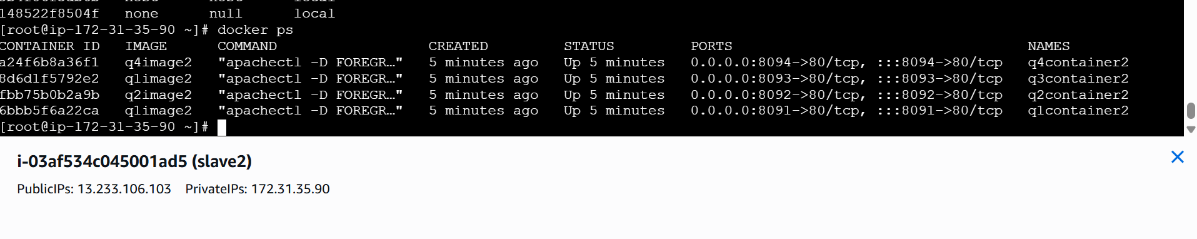 148522f8504f   none      null      local
[root@ip-172-31-35-90 ~]# docker ps
CONTAINER ID   IMAGE      COMMAND                  CREATED         STATUS         PORTS                                   NAMES
a24f6b8a36f1   q4image2   "apachectl -D FOREGR…"   5 minutes ago   Up 5 minutes   0.0.0.0:8094->80/tcp, :::8094->80/tcp   q4container2
8d6d1f5792e2   q1image2   "apachectl -D FOREGR…"   5 minutes ago   Up 5 minutes   0.0.0.0:8093->80/tcp, :::8093->80/tcp   q3container2
fbb75b0b2a9b   q2image2   "apachectl -D FOREGR…"   5 minutes ago   Up 5 minutes   0.0.0.0:8092->80/tcp, :::8092->80/tcp   q2container2
6bbb5f6a22ca   q1image2   "apachectl -D FOREGR…"   5 minutes ago   Up 5 minutes   0.0.0.0:8091->80/tcp, :::8091->80/tcp   q1container2
[root@ip-172-31-35-90 ~]#
i-03af534c045001ad5 (slave2)
PublicIPs: 13.233.106.103 PrivateIPs: 172.31.35.90